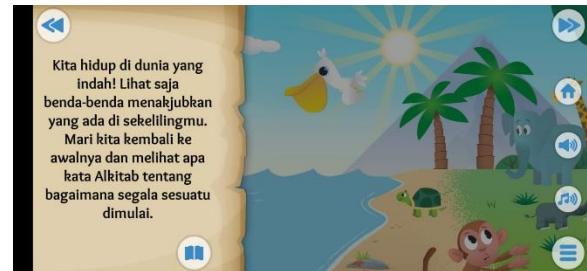 Kita hidup di dunia yang
indah! Lihat saja
benda-benda menakjubkan
yang ada di sekelilingmu.
Mari kita kembali ke
awalnya dan melihat apa
kata Alkitab tentang
bagaimana segala sesuatu
dimulai.